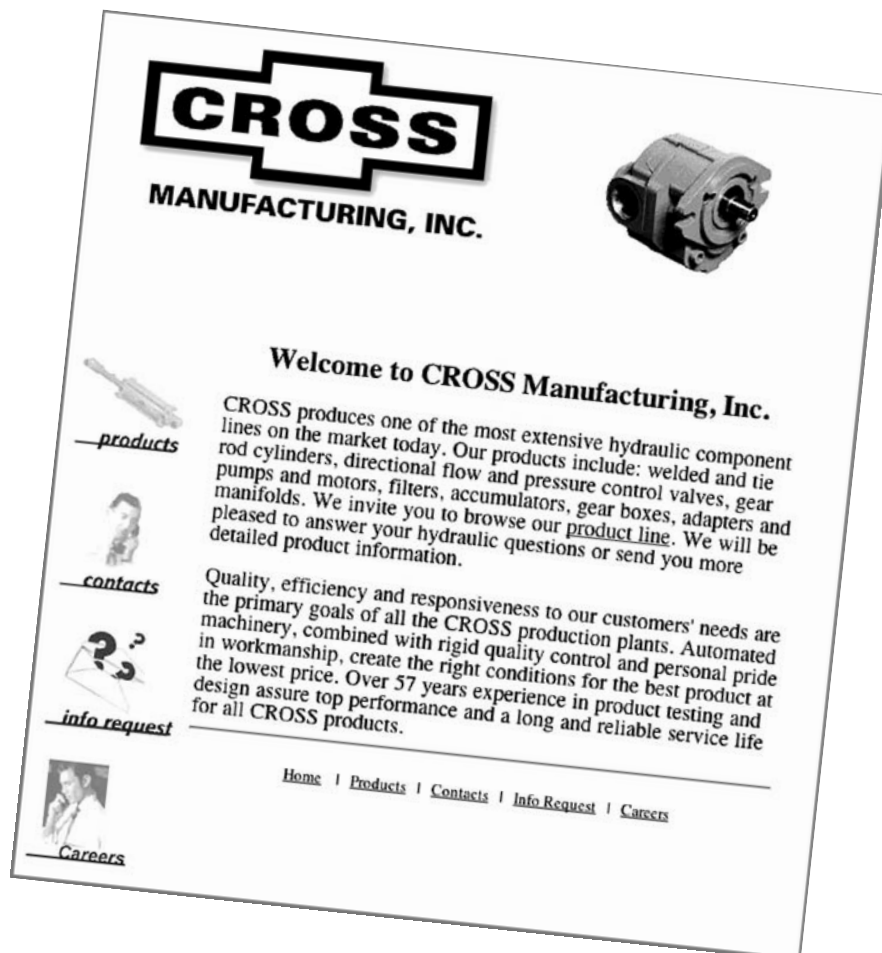 CROSS
MANUFACTURING, INC.
Welcome to CROSS Manufacturing, Inc.
CROSS produces one of the most extensive hydraulic component
lines on the market today. Our products include: welded and tie
rod cylinders, directional flow and pressure control valves, gear
pumps and motors, filters, accumulators, gear boxes, adapters and
manifolds. We invite you to browse our product line. We will be
pleased to answer your hydraulic questions or send you more
detailed product information.
Quality, efficiency and responsiveness to our customers' needs are
the primary goals of all the CROSS production plants. Automated
machinery, combined with rigid quality control and personal pride
in workmanship, create the right conditions for the best product at
the lowest price. Over 57 years experience in product testing and
design assure top performance and a long and reliable service life
for all CROSS products.
products
contacts
? ? ?
info request
Careers
Home | Products | Contacts | Info Request | Careers